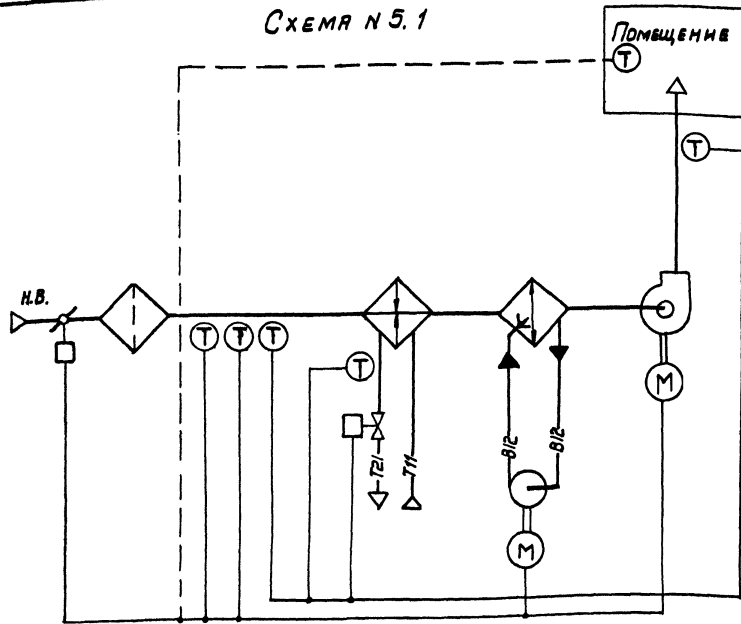 Схема N 5.1
Помещение
Т
Т
Н.В.
Т Т Т
Т
М
Т21
Т11
В12
В12
М